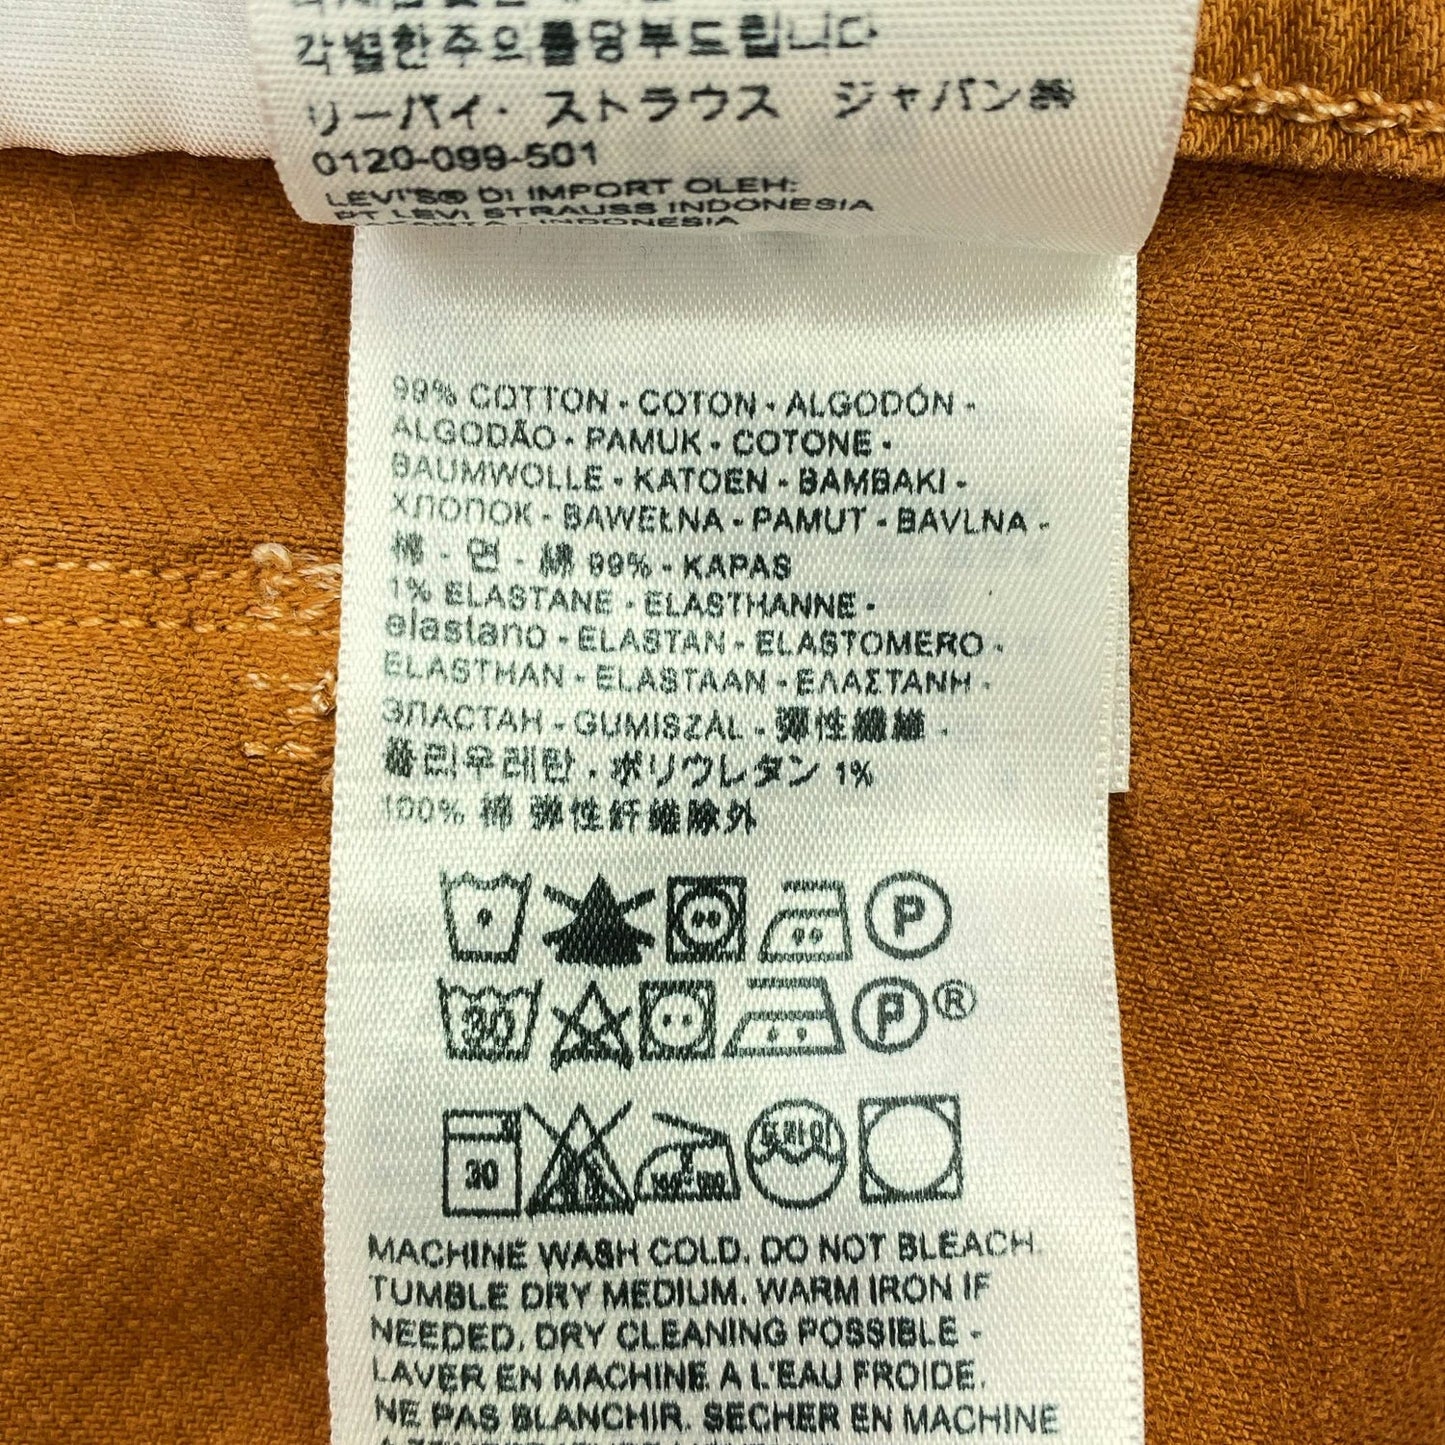 각별한주의를당부드립니다
リーバイ・ストラウス ジャパン㈱
0120-099-501
LEVI'S® DI IMPORT OLEH:
PT LEVI STRAUSS INDONESIA
JAKARTA - INDONESIA
99% COTTON - COTON - ALGODÓN -
ALGODÃO - PAMUK - COTONE -
BAUMWOLLE - KATOEN - BAMBAKI -
ХЛОПОК - BAWEŁNA - PAMUT - BAVLNA -
棉 - 면 - 綿 99% - KAPAS
1% ELASTANE - ELASTHANNE -
elastano - ELASTAN - ELASTOMERO -
ELASTHAN - ELASTAAN - ΕΛΑΣΤΑΝΗ -
ЭЛАСТАН - GUMISZÁL - 彈性纖維 -
폴리우레탄 - ポリウレタン 1%
100% 棉 弹性纤维除外
P
30 P ®
30 드라이
MACHINE WASH COLD. DO NOT BLEACH.
TUMBLE DRY MEDIUM. WARM IRON IF
NEEDED. DRY CLEANING POSSIBLE -
LAVER EN MACHINE A L'EAU FROIDE.
NE PAS BLANCHIR. SECHER EN MACHINE